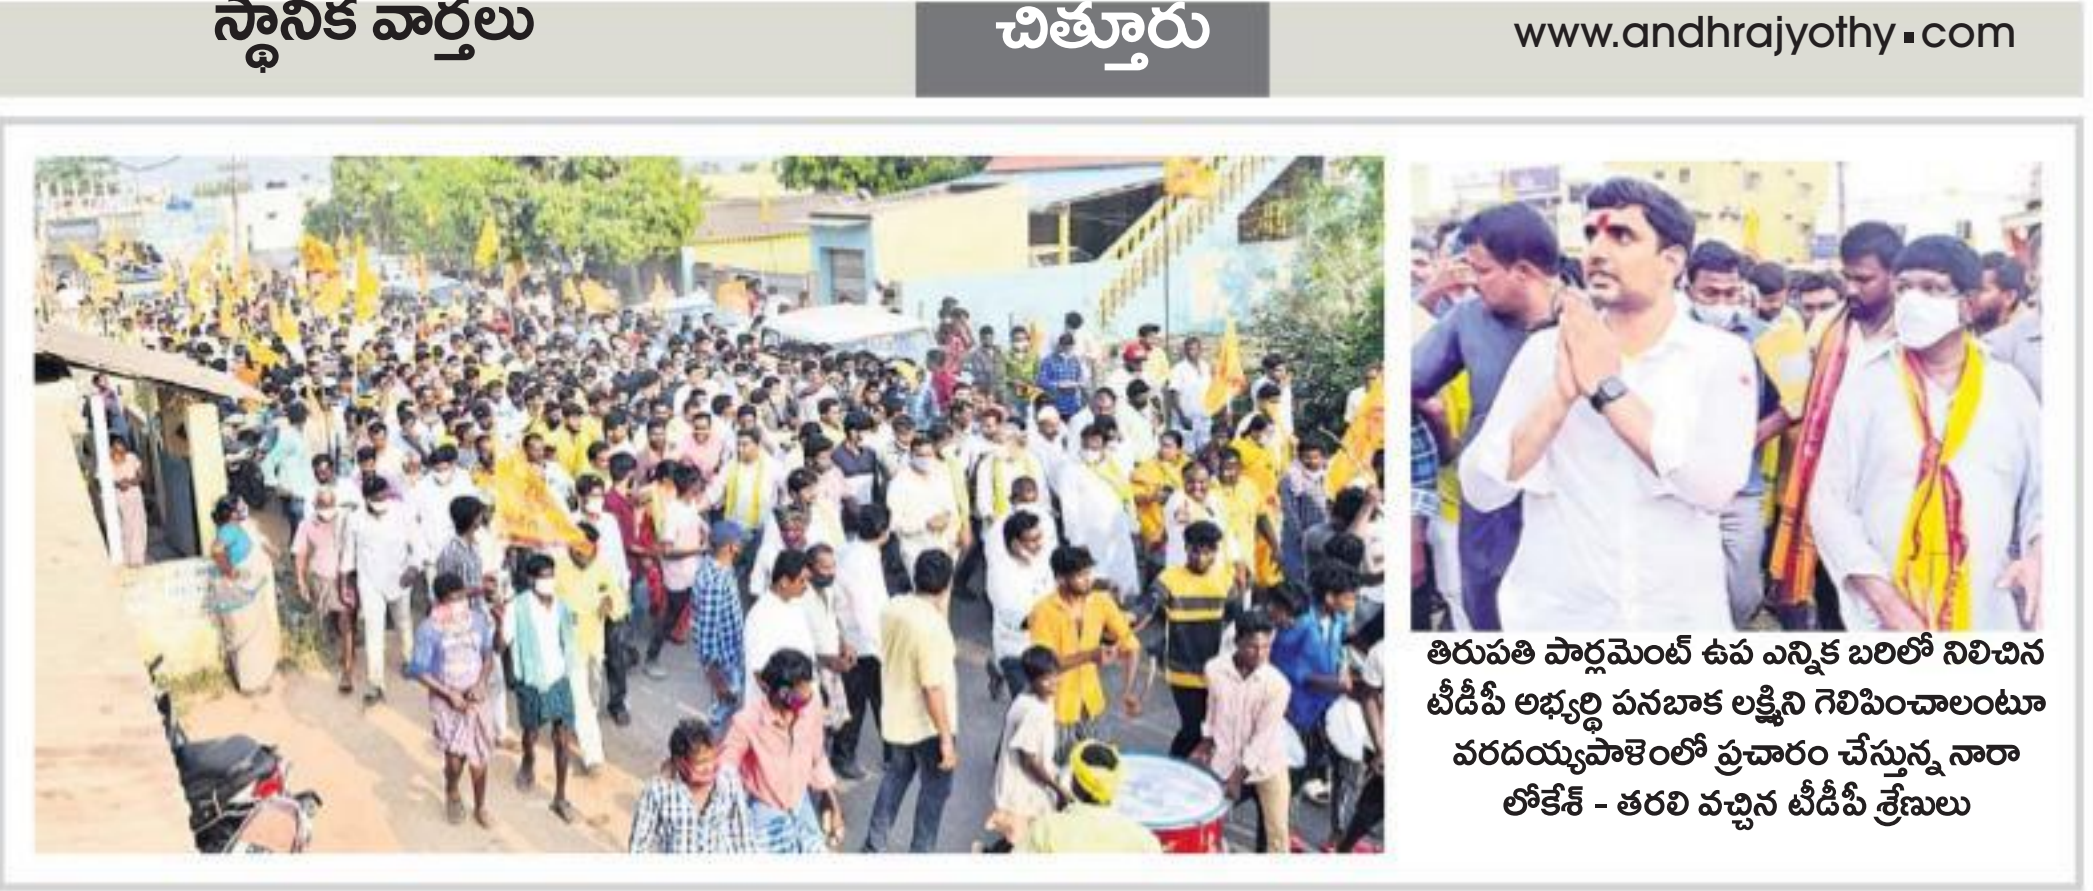 స్థానిక వార్తలు
చిత్తూరు
www.andhrajyothy.com
తిరుపతి పార్లమెంట్ ఉప ఎన్నిక బరిలో నిలిచిన
టీడీపీ అభ్యర్థి పనబాక లక్ష్మిని గెలిపించాలంటూ
వరదయ్యపాళెంలో ప్రచారం చేస్తున్న నారా
లోకేశ్ - తరలి వచ్చిన టీడీపీ శ్రేణులు